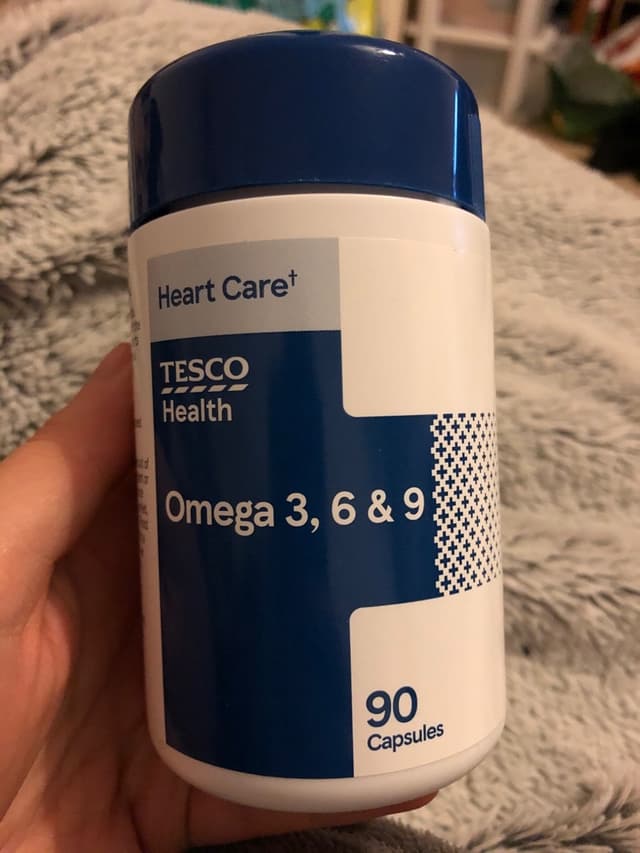 Heart Care†
TESCO
Health
Omega 3, 6 & 9
90
Capsules